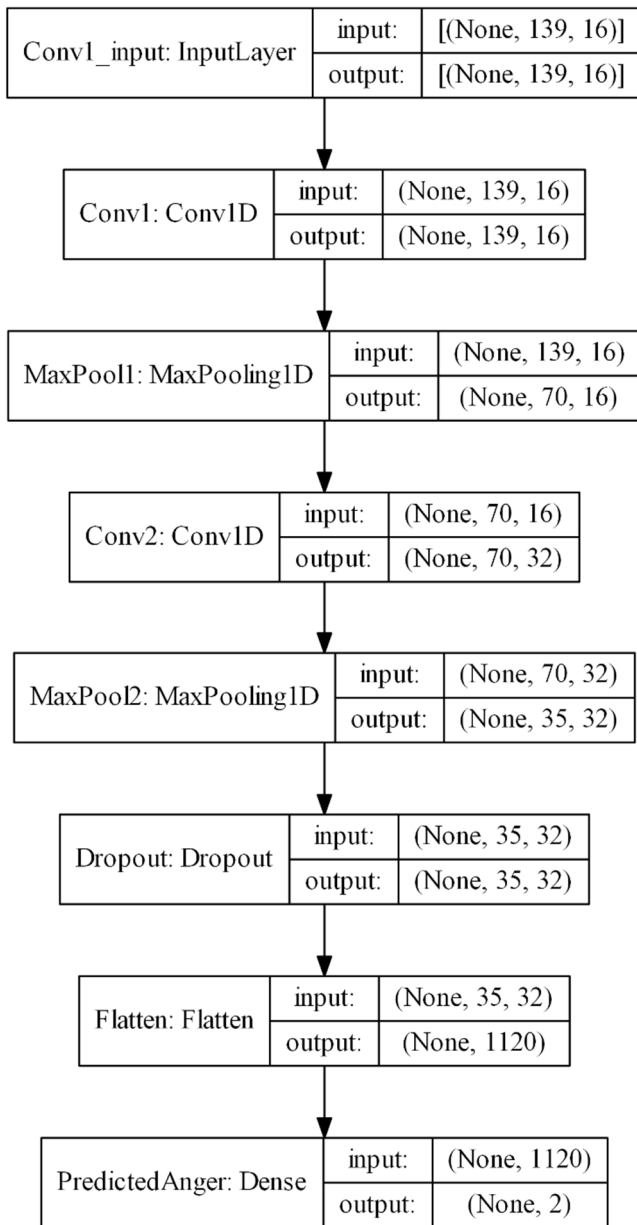 Conv1_input: InputLayer
input: [(None, 139, 16)]
output: [(None, 139, 16)]
Conv1: Conv1D
input: (None, 139, 16)
output: (None, 139, 16)
MaxPool1: MaxPooling1D
input: (None, 139, 16)
output: (None, 70, 16)
Conv2: Conv1D
input: (None, 70, 16)
output: (None, 70, 32)
MaxPool2: MaxPooling1D
input: (None, 70, 32)
output: (None, 35, 32)
Dropout: Dropout
input: (None, 35, 32)
output: (None, 35, 32)
Flatten: Flatten
input: (None, 35, 32)
output: (None, 1120)
PredictedAnger: Dense
input: (None, 1120)
output: (None, 2)